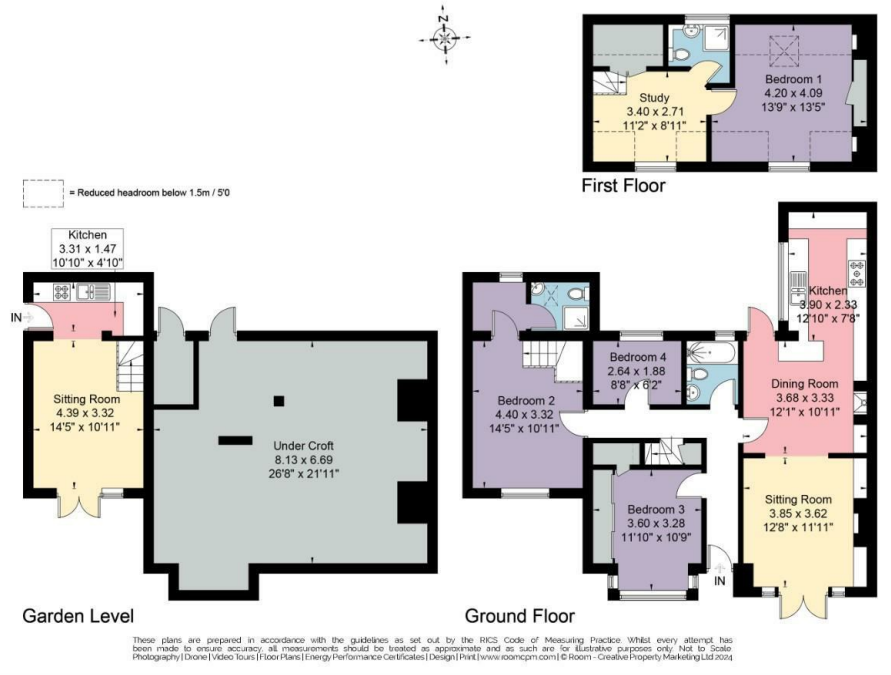 N
Bedroom 1
4.20 x 4.09
13'9" x 13'5"
Study
3.40 x 2.71
11'2" x 8'11"
First Floor
= Reduced headroom below 1.5m / 5'0
Kitchen
3.31 x 1.47
10'10" x 4'10"
IN
Sitting Room
4.39 x 3.32
14'5" x 10'11"
Under Croft
8.13 x 6.69
26'8" x 21'11"
Garden Level
Kitchen
3.90 x 2.33
12'10" x 7'8"
Bedroom 4
2.64 x 1.88
8'8" x 6'2"
Bedroom 2
4.40 x 3.32
14'5" x 10'11"
Dining Room
3.68 x 3.33
12'1" x 10'11"
Bedroom 3
3.60 x 3.28
11'10" x 10'9"
Sitting Room
3.85 x 3.62
12'8" x 11'11"
IN
Ground Floor
These plans are prepared in accordance with the guidelines as set out by the RICS Code of Measuring Practice. Whilst every attempt has
been made to ensure accuracy, all measurements should be treated as approximate and as such are for illustrative purposes only. Not to Scale
Photography | Drone | Video Tours | Floor Plans | Energy Performance Certificates | Design | Print | www.roomcpm.com | © Room - Creative Property Marketing Ltd 2024